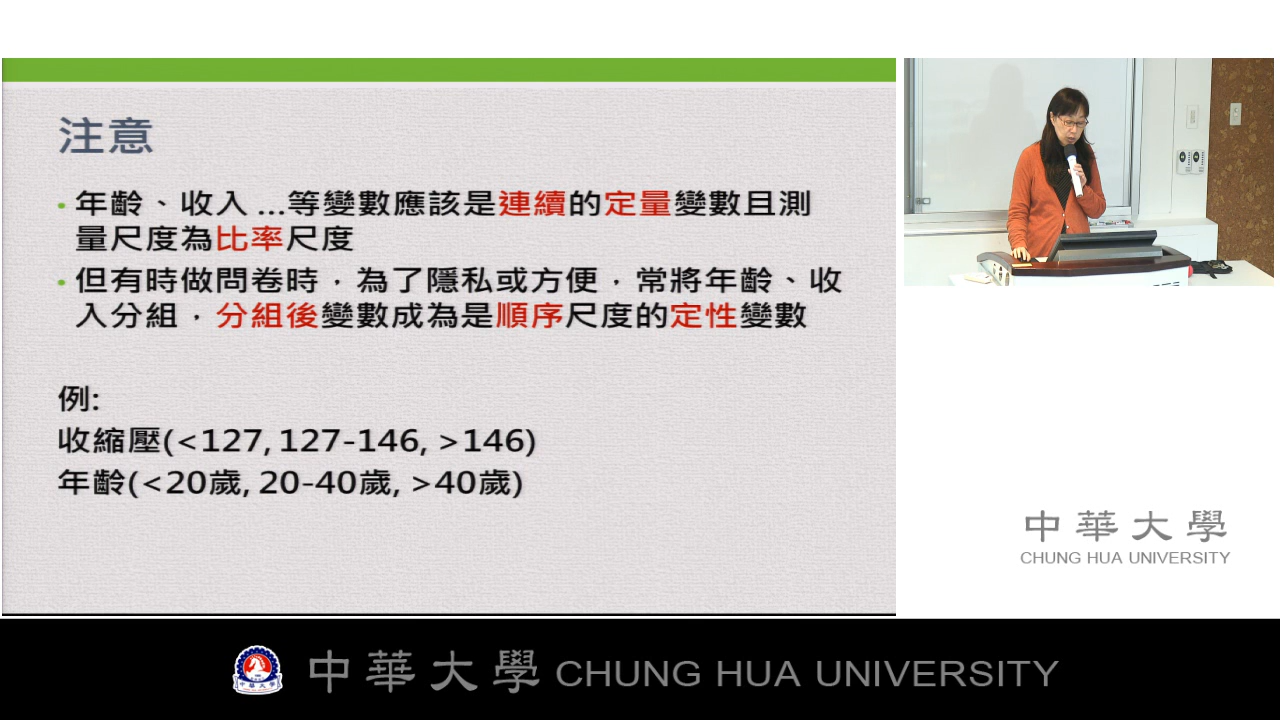 注意
• 年齡、收入 ...等變數應該是連續的定量變數且測
量尺度為比率尺度
• 但有時做問卷時，為了隱私或方便，常將年齡、收
入分組，分組後變數成為是順序尺度的定性變數
例:
收縮壓(<127, 127-146, >146)
年齡(<20歲, 20-40歲, >40歲)
中華大學
CHUNG HUA UNIVERSITY
中華大學 CHUNG HUA UNIVERSITY